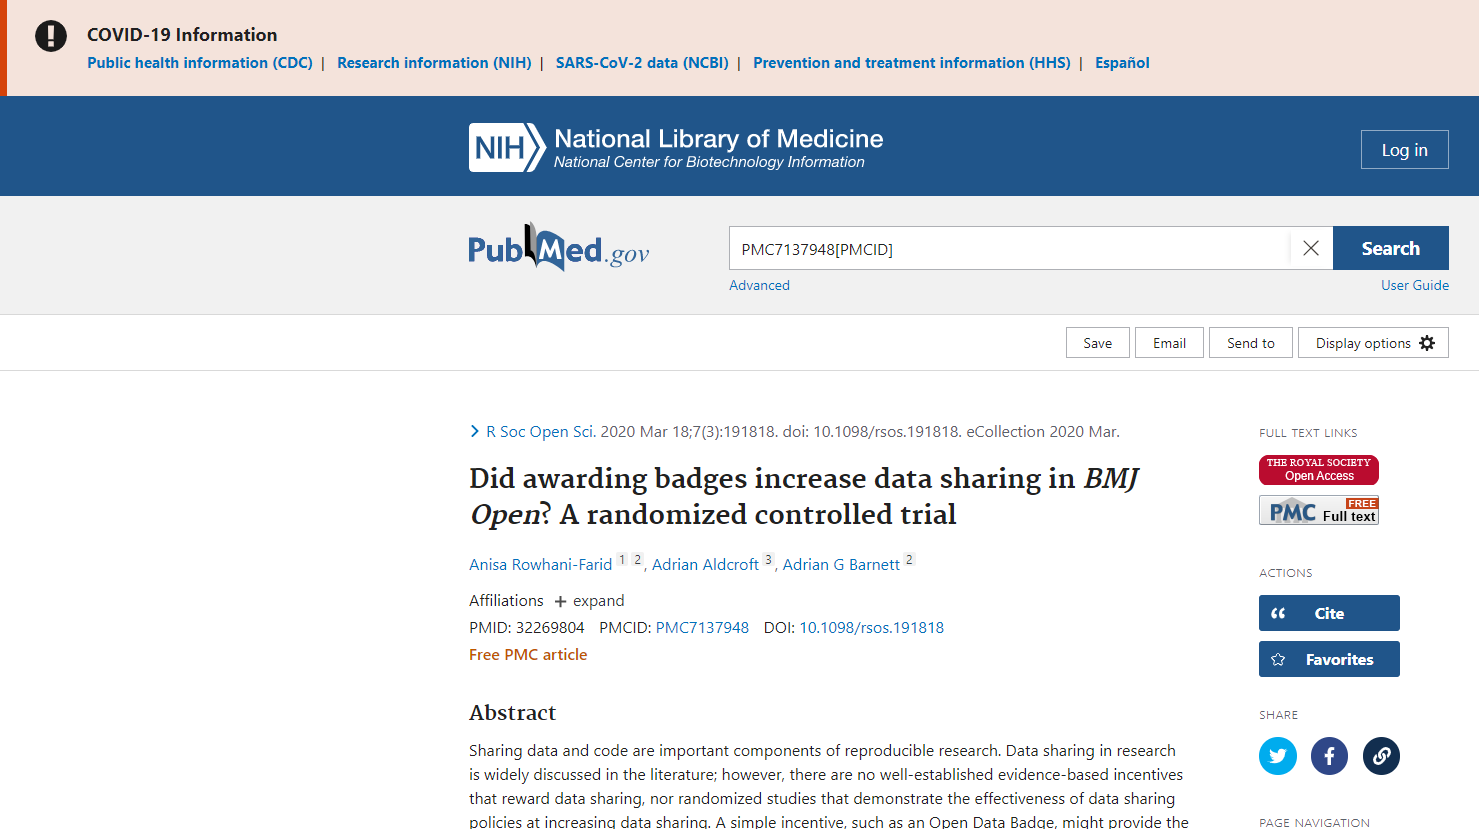 COVID-19 Information
Public health information (CDC) | Research information (NIH) | SARS-CoV-2 data (NCBI) | Prevention and treatment information (HHS) | Español
NIH National Library of Medicine
National Center for Biotechnology Information
Log in
PubMed.gov
PMC7137948[PMCID]
Search
Advanced
User Guide
Save
Email
Send to
Display options
R Soc Open Sci. 2020 Mar 18;7(3):191818. doi: 10.1098/rsos.191818. eCollection 2020 Mar.
Did awarding badges increase data sharing in BMJ
Open? A randomized controlled trial
Anisa Rowhani-Farid 1 2, Adrian Aldcroft 3, Adrian G Barnett 2
Affiliations + expand
PMID: 32269804 PMCID: PMC7137948 DOI: 10.1098/rsos.191818
Free PMC article
Abstract
Sharing data and code are important components of reproducible research. Data sharing in research
is widely discussed in the literature; however, there are no well-established evidence-based incentives
that reward data sharing, nor randomized studies that demonstrate the effectiveness of data sharing
policies at increasing data sharing. A simple incentive, such as an Open Data Badge, might provide the
FULL TEXT LINKS
THE ROYAL SOCIETY
Open Access
PMC FREE
Full text
ACTIONS
Cite
Favorites
SHARE
PAGE NAVIGATION